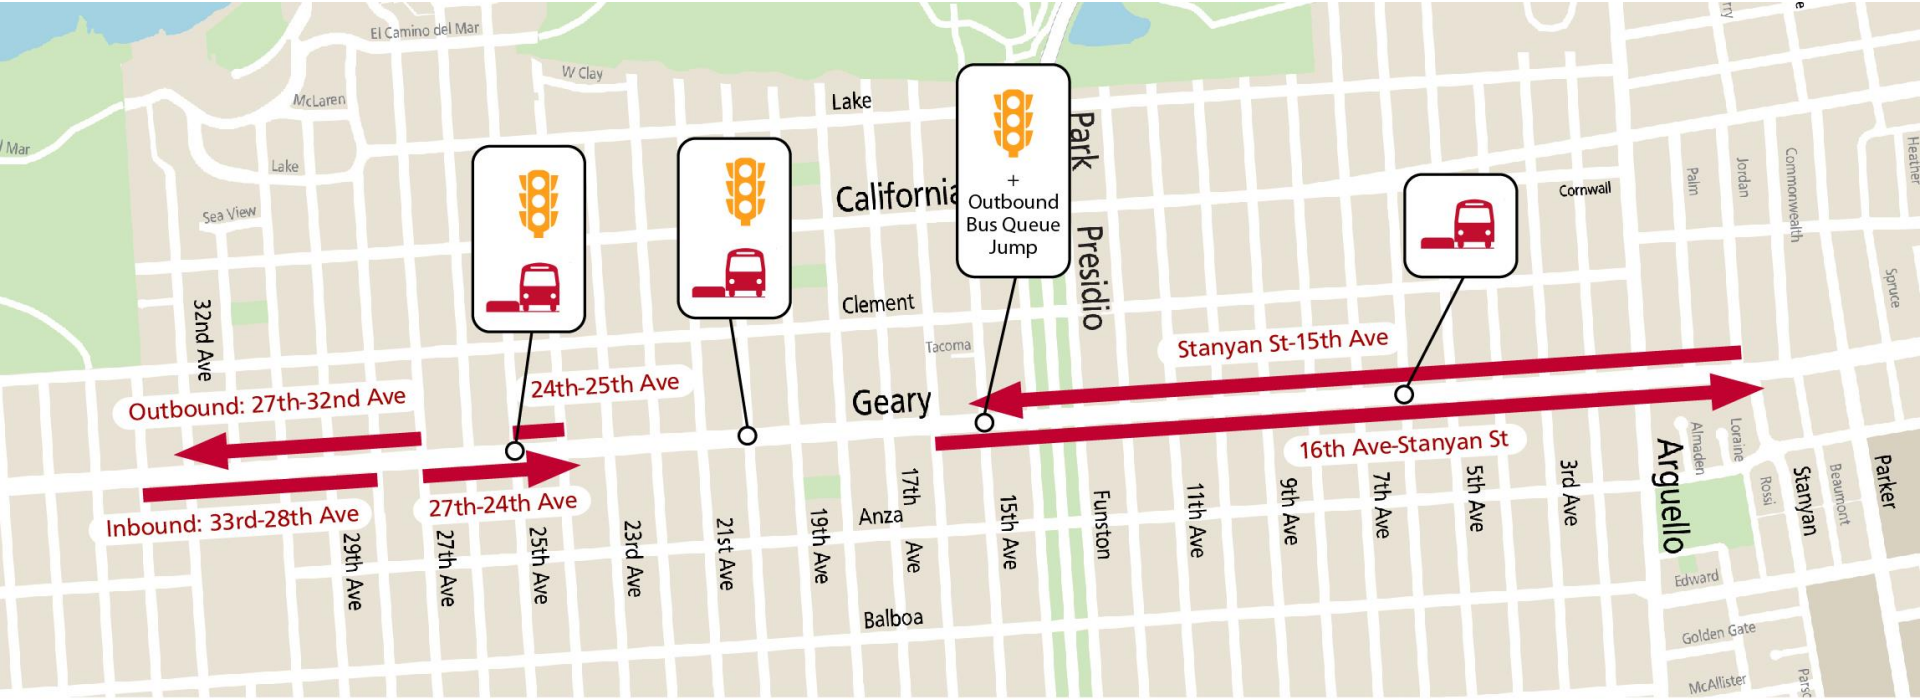 El Camino del Mar
W Clay
McLaren
Lake
Mar
Lake
Sea View
California
Clement
Tacoma
Geary
Anza
Balboa
Park
Presidio
+
Outbound
Bus Queue
Jump
Cornwall
Palm
Jordan
Commonwealth
Heather
Spruce
32nd Ave
Outbound: 27th-32nd Ave
24th-25th Ave
Stanyan St-15th Ave
Inbound: 33rd-28th Ave
27th-24th Ave
16th Ave-Stanyan St
29th Ave
27th Ave
25th Ave
23rd Ave
21st Ave
19th Ave
17th Ave
15th Ave
Funston
11th Ave
9th Ave
7th Ave
5th Ave
3rd Ave
Arguello
Almaden
Loraine
Rossi
Stanyan
Beaumont
Parker
Edward
Golden Gate
McAllister